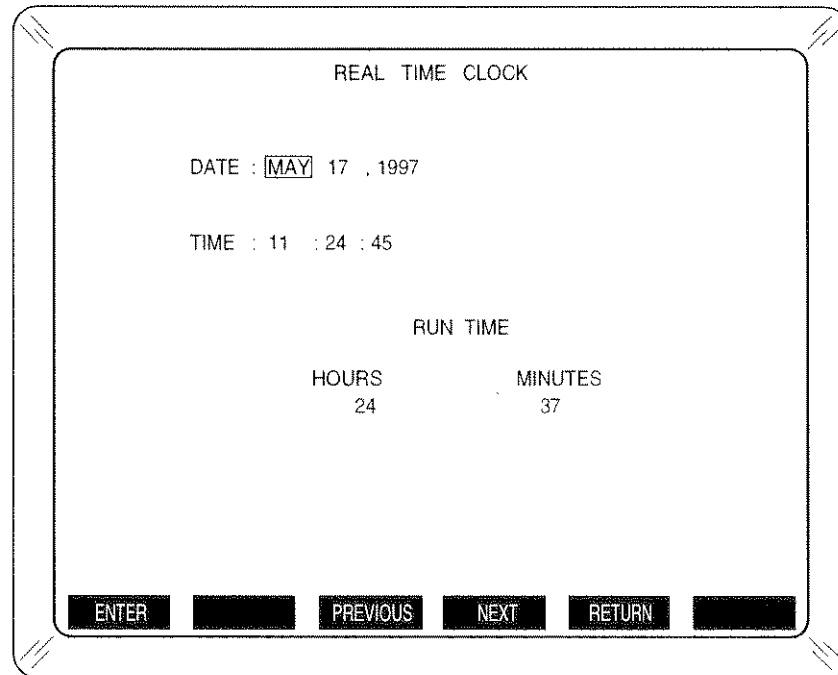 REAL TIME CLOCK
DATE : MAY 17 , 1997
TIME : 11 : 24 : 45
RUN TIME
HOURS MINUTES
24 37
ENTER PREVIOUS NEXT RETURN